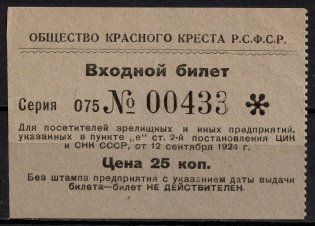 ОБЩЕСТВО КРАСНОГО КРЕСТА Р.С.Ф.С.Р.
Входной билет
Серия 075 № 00433 *
Для посетителей зрелищных и иных предприятий,
указанных в пункте „е" ст. 2-й постановления ЦИК
и СНК СССР, от 12 сентября 1924 г.
Цена 25 коп.
Без штампа предприятия с указанием даты выдачи
билета—билет НЕ ДЕЙСТВИТЕЛЕН.